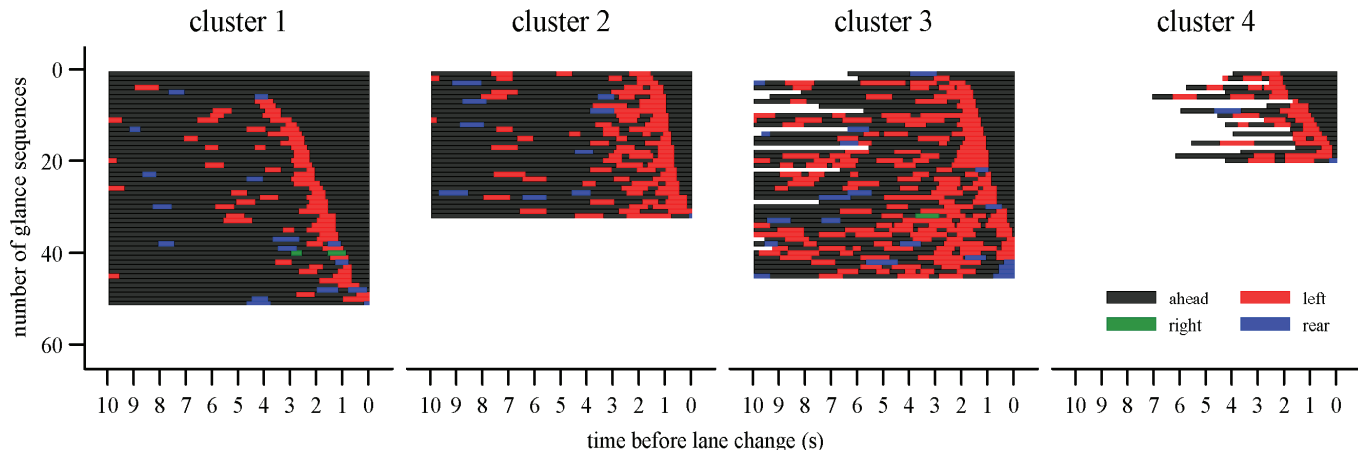 cluster 1
cluster 2
cluster 3
cluster 4
number of glance sequences
0
20
40
60
ahead
left
right
rear
10 9 8 7 6 5 4 3 2 1 0
10 9 8 7 6 5 4 3 2 1 0
10 9 8 7 6 5 4 3 2 1 0
10 9 8 7 6 5 4 3 2 1 0
time before lane change (s)